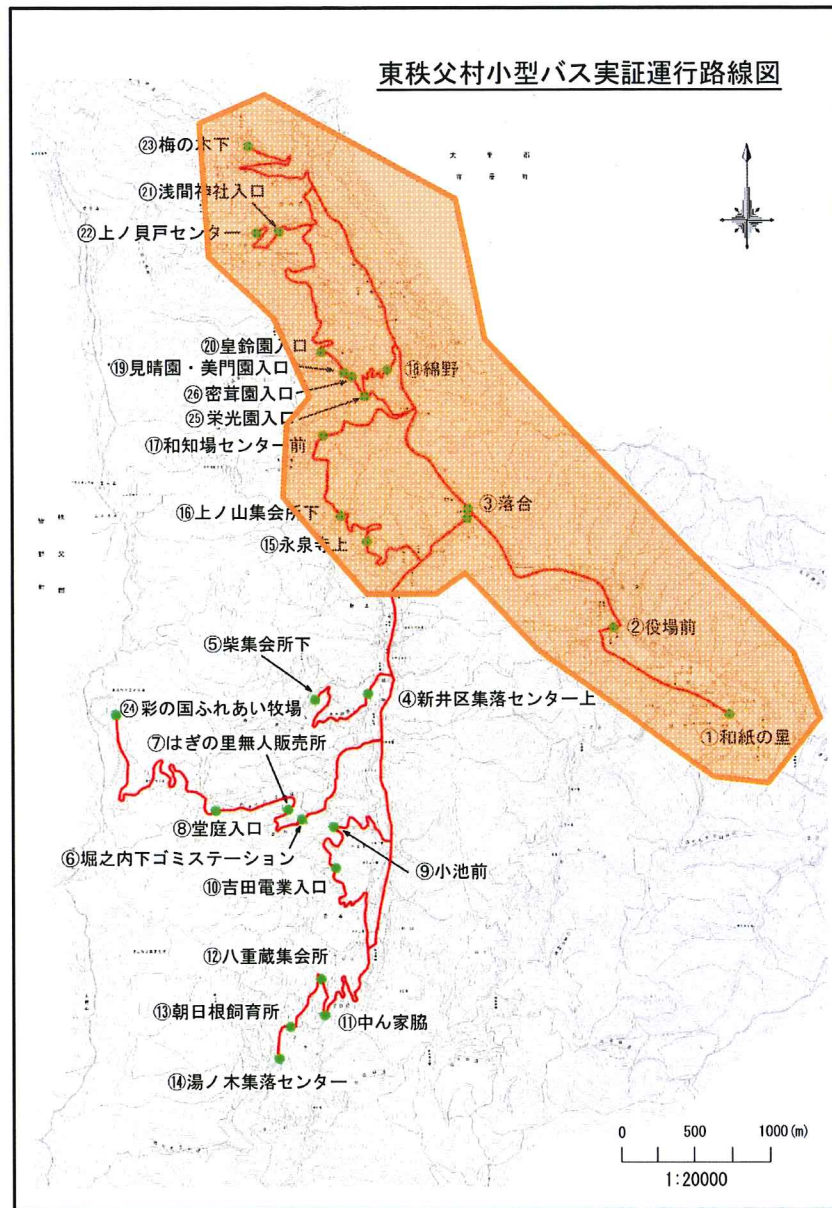 東秩父村小型バス実証運行路線図
㉓梅の木下
㉑浅間神社入口
㉒上ノ貝戸センター
⑳皇鈴園入口
⑲見晴園・美門園入口
⑱綿野
㉖密茸園入口
㉕栄光園入口
⑰和知場センター前
③落合
⑯上ノ山集会所下
⑮永泉寺上
②役場前
⑤柴集会所下
④新井区集落センター上
㉔彩の国ふれあい牧場
①和紙の里
⑦はぎの里無人販売所
⑧堂庭入口
⑥堀之内下ゴミステーション
⑨小池前
⑩吉田電業入口
⑫八重蔵集会所
⑬朝日根飼育所
⑪中ん家脇
⑭湯ノ木集落センター
0 500 1000(m)
1:20000